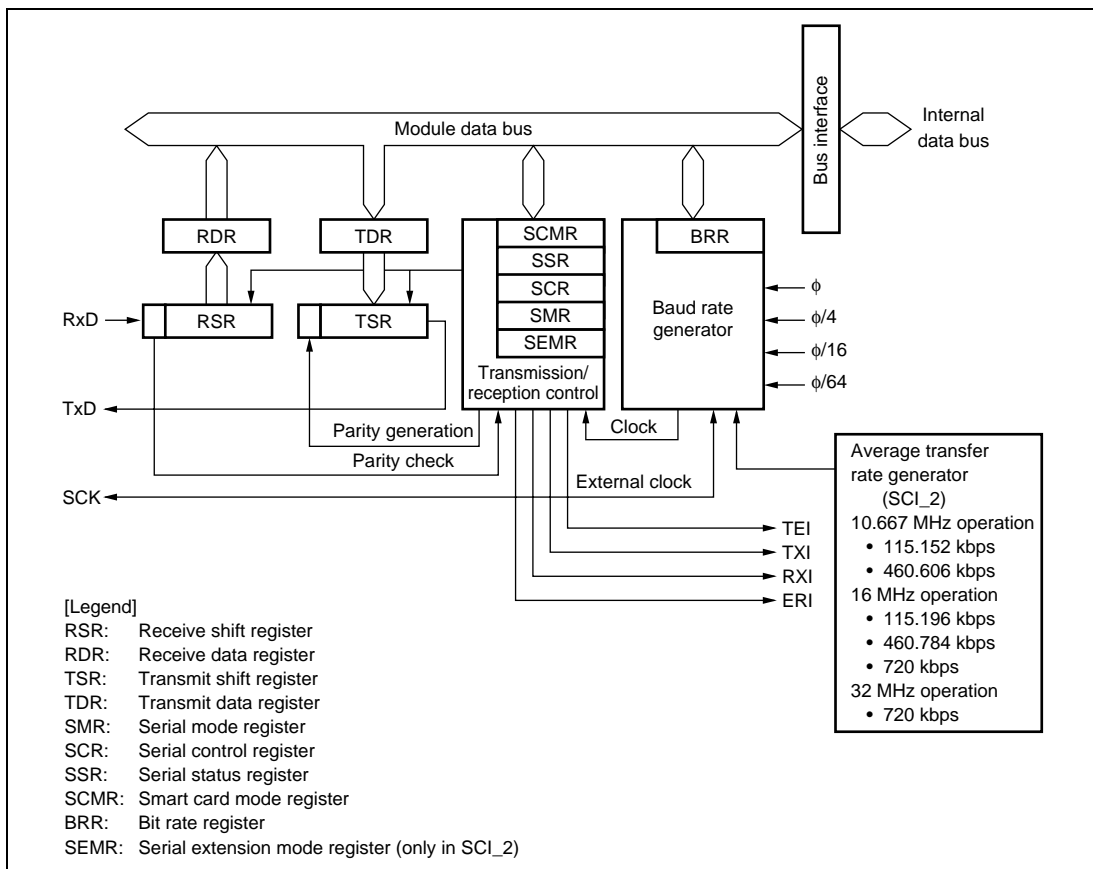 Module data bus
Bus interface
Internal
data bus
RDR
TDR
SCMR
SSR
SCR
SMR
SEMR
Transmission/
reception control
BRR
Baud rate
generator
φ
φ/4
φ/16
φ/64
RxD
RSR
TSR
TxD
Parity generation
Parity check
Clock
SCK
External clock
TEI
TXI
RXI
ERI
Average transfer
rate generator
(SCI_2)
10.667 MHz operation
• 115.152 kbps
• 460.606 kbps
16 MHz operation
• 115.196 kbps
• 460.784 kbps
• 720 kbps
32 MHz operation
• 720 kbps
[Legend]
RSR: Receive shift register
RDR: Receive data register
TSR: Transmit shift register
TDR: Transmit data register
SMR: Serial mode register
SCR: Serial control register
SSR: Serial status register
SCMR: Smart card mode register
BRR: Bit rate register
SEMR: Serial extension mode register (only in SCI_2)